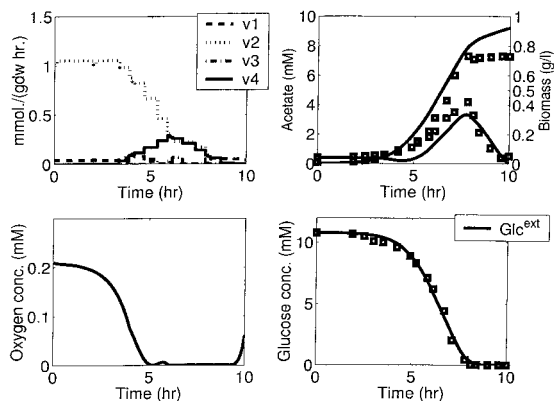 mmol./(gdw hr.)
1.5
1
0.5
0
0
5
10
Time (hr)
v1
v2
v3
v4
Acetate (mM)
10
8
6
4
2
0
0
5
10
Time (hr)
1
0.8
0.6
0.4
0.2
0
Biomass (g/l)
Oxygen conc. (mM)
0.2
0.1
0
0
5
10
Time (hr)
Glucose conc. (mM)
10
5
0
0
5
10
Time (hr)
Glc^ext